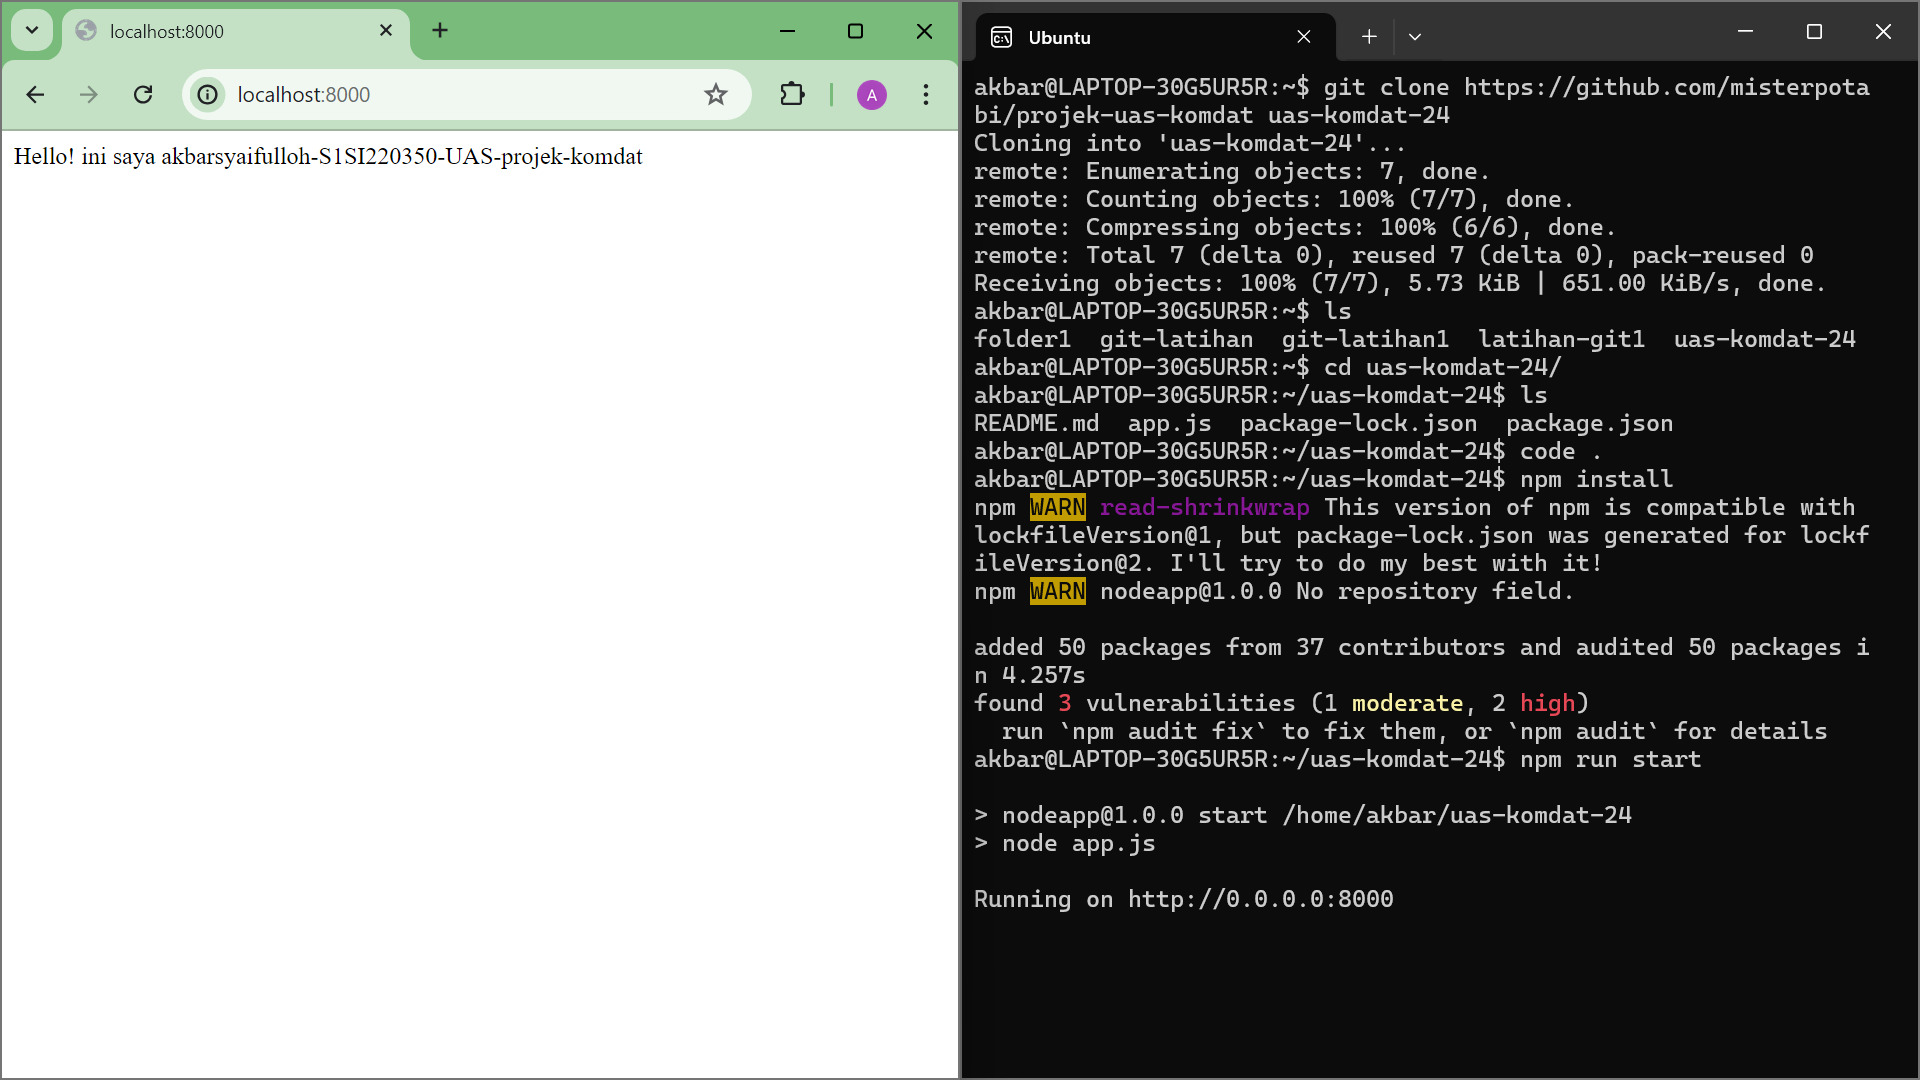 localhost:8000
A
localhost:8000
Hello! ini saya akbarsyaifulloh-S1SI220350-UAS-projek-komdat
Ubuntu
akbar@LAPTOP-30G5UR5R:~$ git clone https://github.com/misterpota
bi/projek-uas-komdat uas-komdat-24
Cloning into 'uas-komdat-24'...
remote: Enumerating objects: 7, done.
remote: Counting objects: 100% (7/7), done.
remote: Compressing objects: 100% (6/6), done.
remote: Total 7 (delta 0), reused 7 (delta 0), pack-reused 0
Receiving objects: 100% (7/7), 5.73 KiB | 651.00 KiB/s, done.
akbar@LAPTOP-30G5UR5R:~$ ls
folder1  git-latihan  git-latihan1  latihan-git1  uas-komdat-24
akbar@LAPTOP-30G5UR5R:~$ cd uas-komdat-24/
akbar@LAPTOP-30G5UR5R:~/uas-komdat-24$ ls
README.md  app.js  package-lock.json  package.json
akbar@LAPTOP-30G5UR5R:~/uas-komdat-24$ code .
akbar@LAPTOP-30G5UR5R:~/uas-komdat-24$ npm install
npm WARN read-shrinkwrap This version of npm is compatible with
lockfileVersion@1, but package-lock.json was generated for lockf
ileVersion@2. I'll try to do my best with it!
npm WARN nodeapp@1.0.0 No repository field.
added 50 packages from 37 contributors and audited 50 packages i
n 4.257s
found 3 vulnerabilities (1 moderate, 2 high)
  run `npm audit fix` to fix them, or `npm audit` for details
akbar@LAPTOP-30G5UR5R:~/uas-komdat-24$ npm run start
> nodeapp@1.0.0 start /home/akbar/uas-komdat-24
> node app.js
Running on http://0.0.0.0:8000